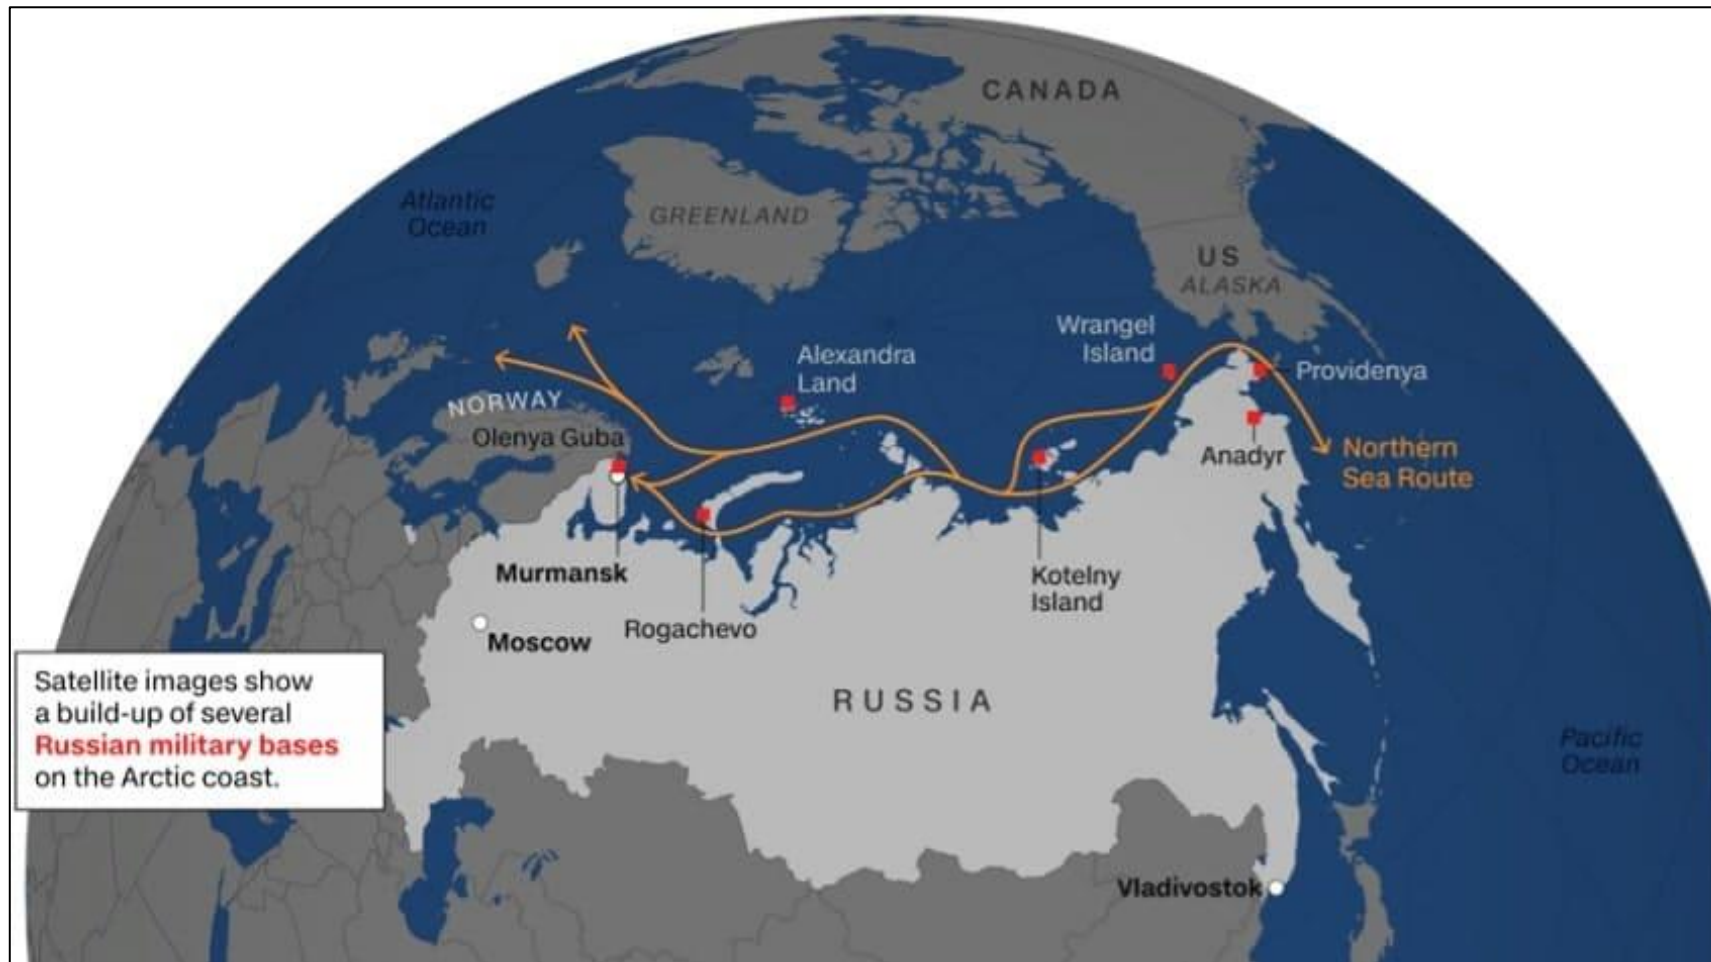 CANADA
Atlantic
Ocean
GREENLAND
US
ALASKA
Wrangel
Island
Alexandra
Land
Providenya
NORWAY
Olenya Guba
Anadyr
Northern
Sea Route
Murmansk
Kotelny
Island
Rogachevo
Moscow
Satellite images show
a build-up of several
Russian military bases
on the Arctic coast.
RUSSIA
Pacific
Ocean
Vladivostok